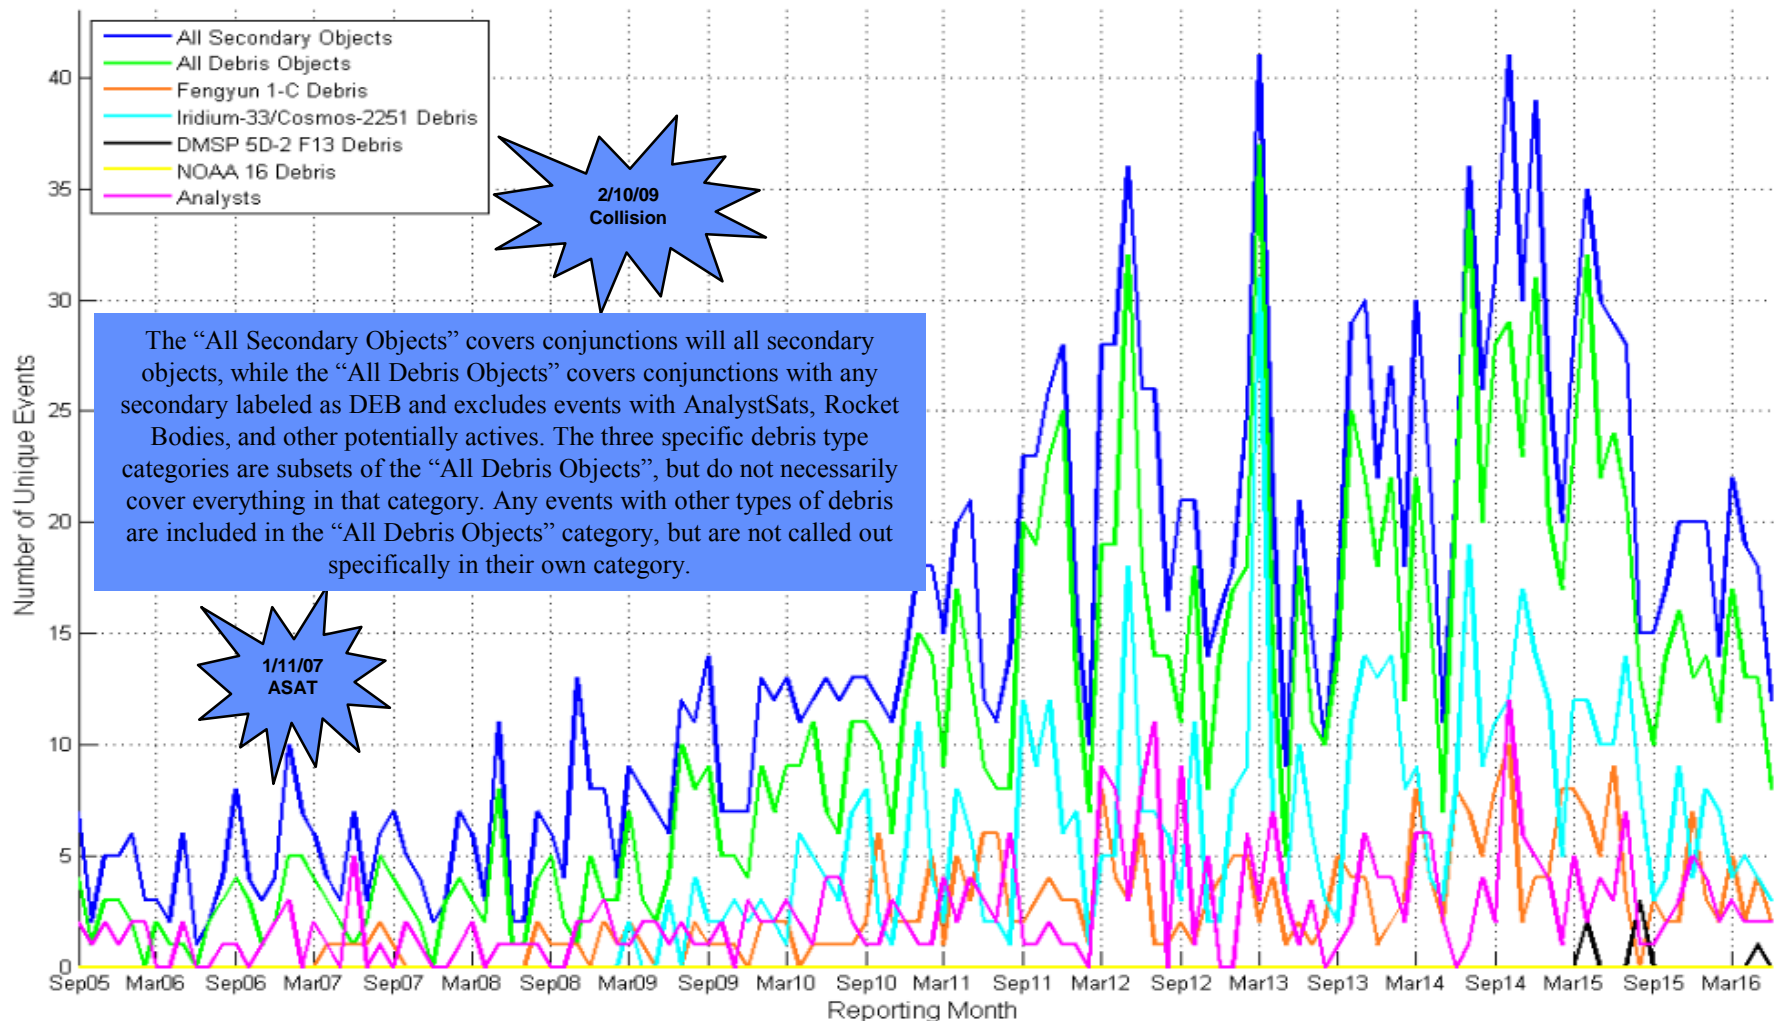 All Secondary Objects
All Debris Objects
Fengyun 1-C Debris
Iridium-33/Cosmos-2251 Debris
DMSP 5D-2 F13 Debris
NOAA 16 Debris
Analysts
2/10/09
Collision
The “All Secondary Objects” covers conjunctions will all secondary
objects, while the “All Debris Objects” covers conjunctions with any
secondary labeled as DEB and excludes events with AnalystSats, Rocket
Bodies, and other potentially actives. The three specific debris type
categories are subsets of the “All Debris Objects”, but do not necessarily
cover everything in that category. Any events with other types of debris
are included in the “All Debris Objects” category, but are not called out
specifically in their own category.
1/11/07
ASAT
Number of Unique Events
40
35
30
25
20
15
10
5
0
Sep05 Mar06 Sep06 Mar07 Sep07 Mar08 Sep08 Mar09 Sep09 Mar10 Sep10 Mar11 Sep11 Mar12 Sep12 Mar13 Sep13 Mar14 Sep14 Mar15 Sep15 Mar16
Reporting Month